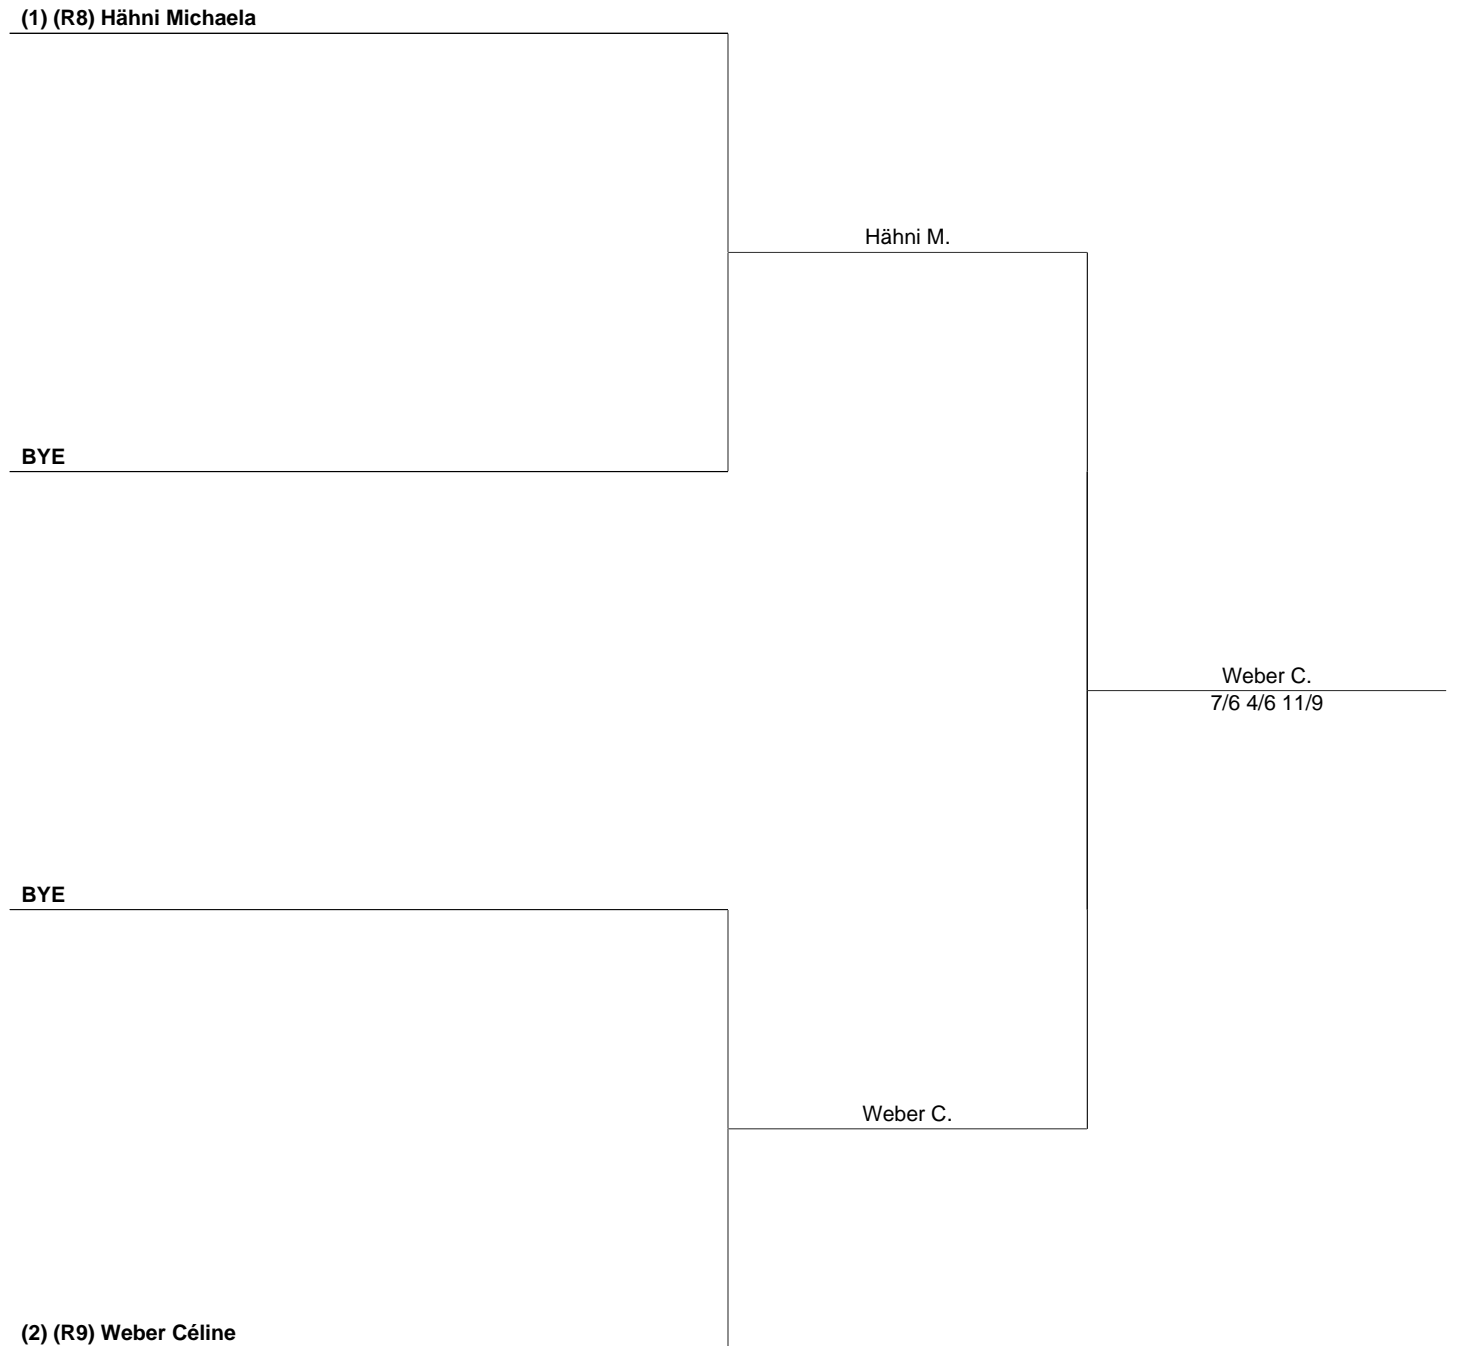 (1) (R8) Hähni Michaela
Hähni M.
BYE
Weber C.
7/6 4/6 11/9
BYE
Weber C.
(2) (R9) Weber Céline